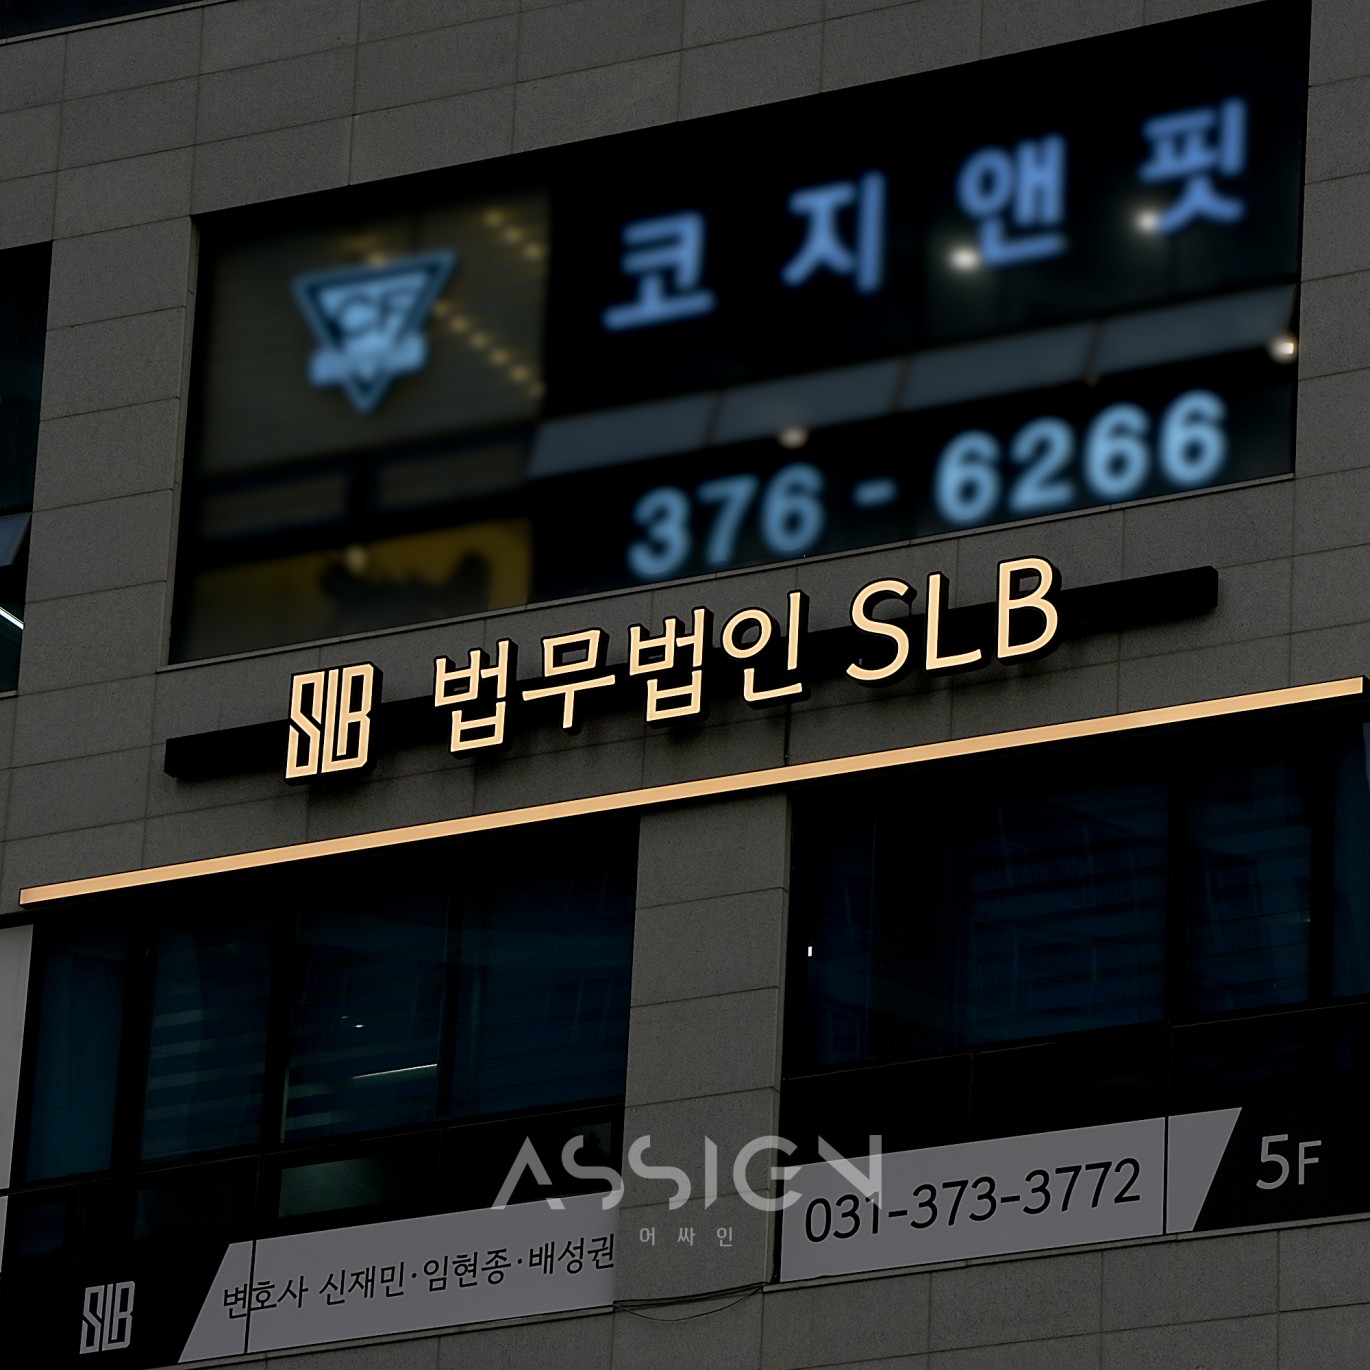 코지앤핏
CF
376-6266
SLB 법무법인 SLB
ASSIGN
어싸인
031-373-3772
5F
SLB 변호사 신재민·임현종·배성권